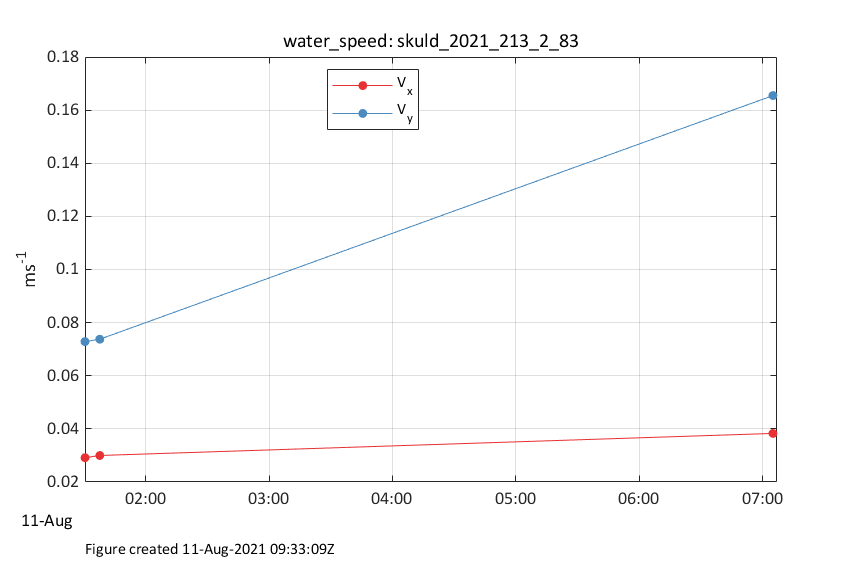 water_speed: skuld_2021_213_2_83
0.18
0.16
0.14
0.12
0.1
0.08
0.06
0.04
0.02
ms-1
Vx
Vy
02:00 03:00 04:00 05:00 06:00 07:00
11-Aug
Figure created 11-Aug-2021 09:33:09Z